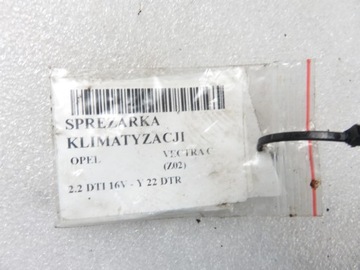 SPREZARKA
KLIMATYZACJI
OPEL VECTRA C
(Z02)
2.2 DTI 16V - Y 22 DTR